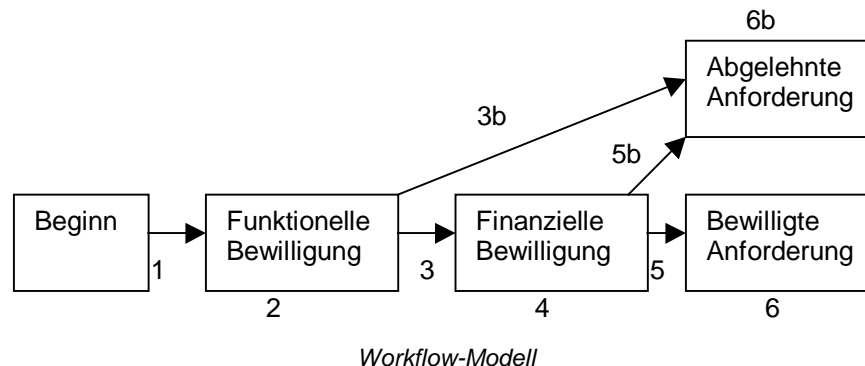 6b
Abgelehnte
Anforderung
3b
5b
Beginn
Funktionelle
Bewilligung
Finanzielle
Bewilligung
Bewilligte
Anforderung
1
3
5
2
4
6
Workflow-Modell